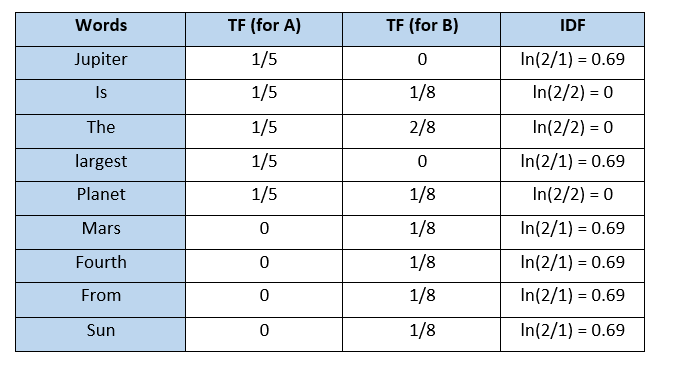 Words TF (for A) TF (for B) IDF
Jupiter 1/5 0 ln(2/1) = 0.69
Is 1/5 1/8 ln(2/2) = 0
The 1/5 2/8 ln(2/2) = 0
largest 1/5 0 ln(2/1) = 0.69
Planet 1/5 1/8 ln(2/2) = 0
Mars 0 1/8 ln(2/1) = 0.69
Fourth 0 1/8 ln(2/1) = 0.69
From 0 1/8 ln(2/1) = 0.69
Sun 0 1/8 ln(2/1) = 0.69